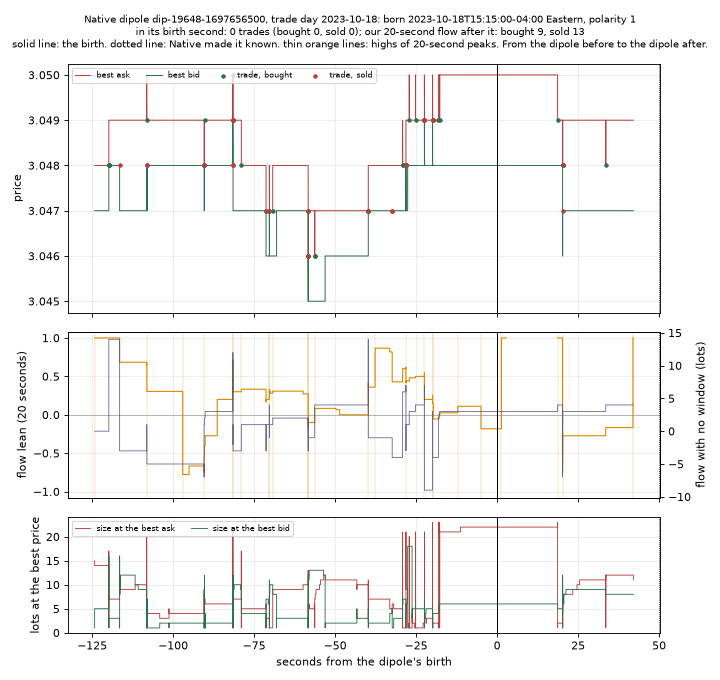 Native dipole dip-19648-1697656500, trade day 2023-10-18: born 2023-10-18T15:15:00-04:00 Eastern, polarity 1
in its birth second: 0 trades (bought 0, sold 0); our 20-second flow after it: bought 9, sold 13
solid line: the birth. dotted line: Native made it known. thin orange lines: highs of 20-second peaks. From the dipole before to the dipole after.
best ask best bid trade, bought trade, sold
3.050
3.049
3.048
3.047
3.046
3.045
price
1.0
0.5
0.0
−0.5
−1.0
flow lean (20 seconds)
15
10
5
0
−5
−10
flow with no window (lots)
size at the best ask size at the best bid
20
15
10
5
0
lots at the best price
−125 −100 −75 −50 −25 0 25 50
seconds from the dipole's birth